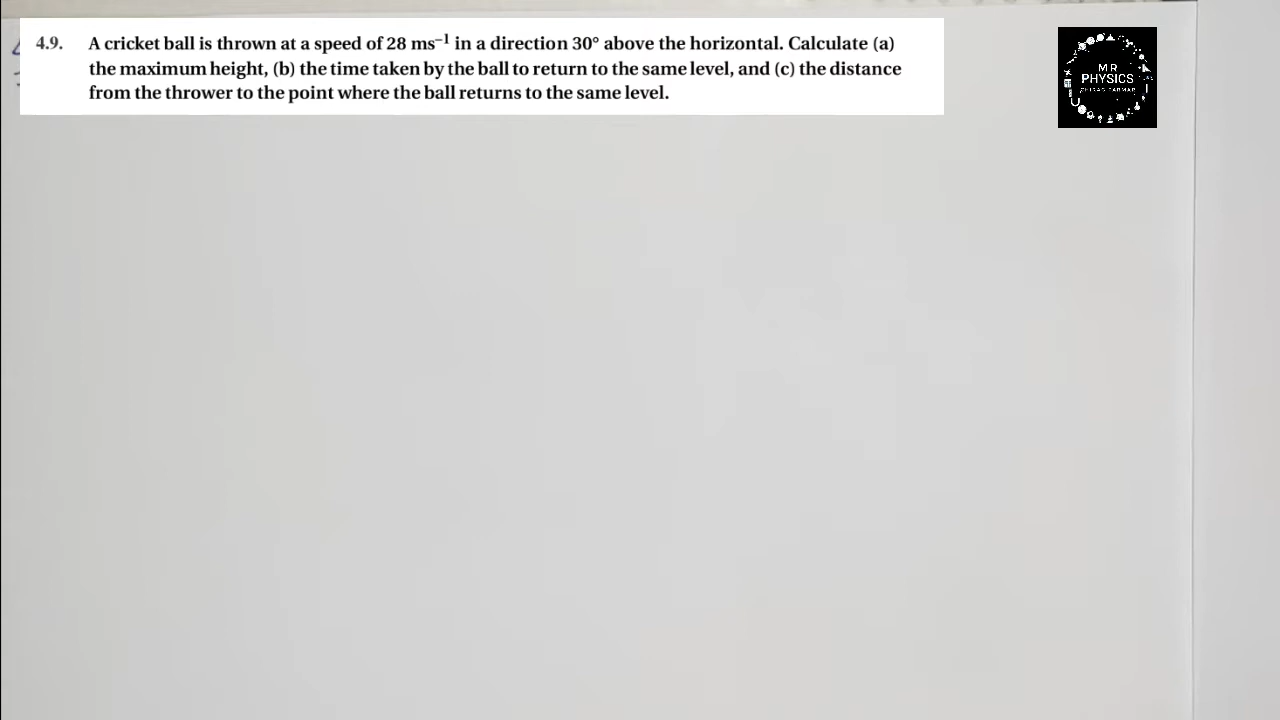 4.9. A cricket ball is thrown at a speed of 28 ms⁻¹ in a direction 30° above the horizontal. Calculate (a)
the maximum height, (b) the time taken by the ball to return to the same level, and (c) the distance
from the thrower to the point where the ball returns to the same level.
MR
PHYSICS
CHIRAG PARMAR